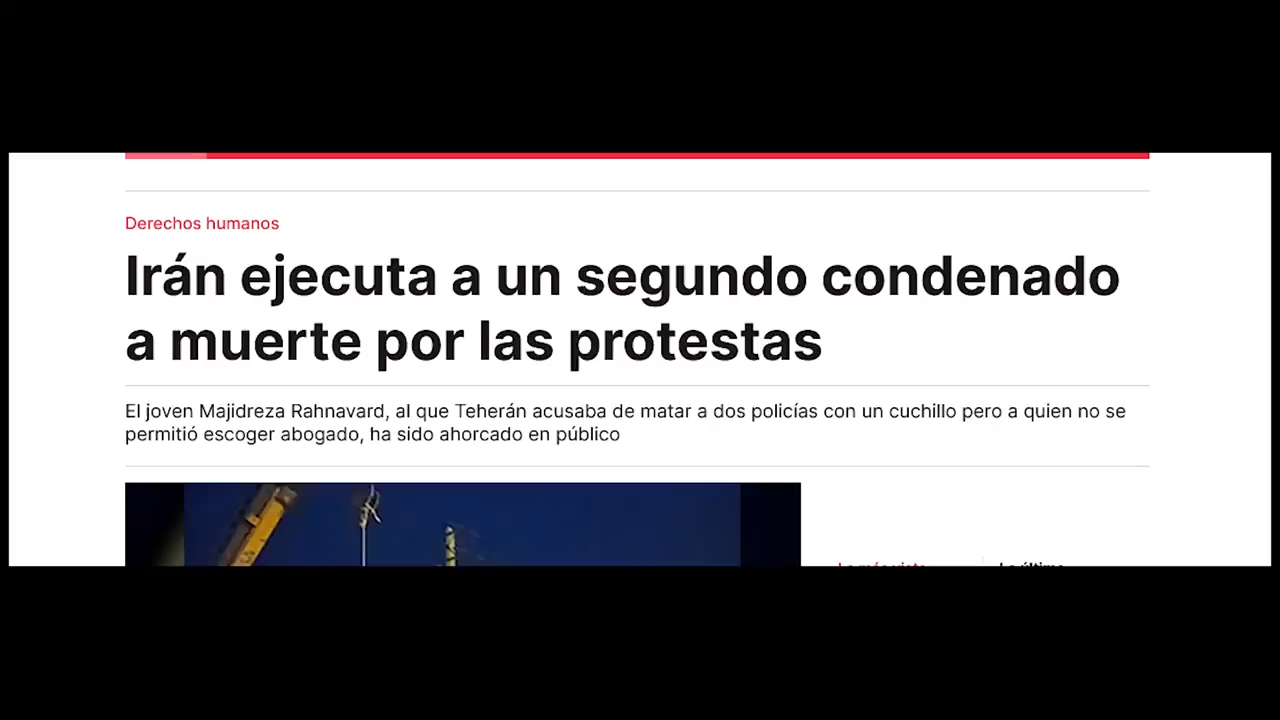 Derechos humanos
Irán ejecuta a un segundo condenado
a muerte por las protestas
El joven Majidreza Rahnavard, al que Teherán acusaba de matar a dos policías con un cuchillo pero a quien no se
permitió escoger abogado, ha sido ahorcado en público